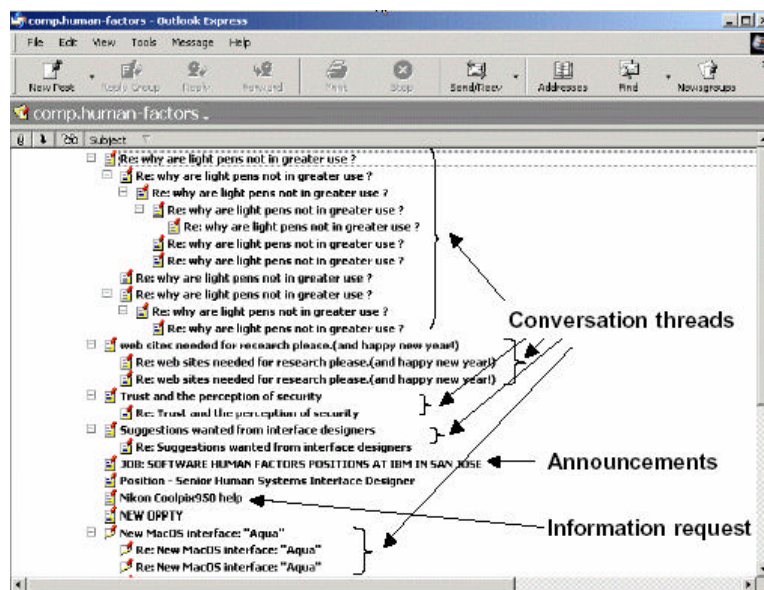 comp.human-factors - Outlook Express
File Edit View Tools Message Help
New Post Reply Group Reply Forward Print Stop Send/Recv Addresses Find Newsgroups
comp.human-factors
Subject
Re: why are light pens not in greater use ?
Re: why are light pens not in greater use ?
Re: why are light pens not in greater use ?
Re: why are light pens not in greater use ?
Re: why are light pens not in greater use ?
Re: why are light pens not in greater use ?
Re: why are light pens not in greater use ?
Re: why are light pens not in greater use ?
Re: why are light pens not in greater use ?
Re: why are light pens not in greater use ?
Re: why are light pens not in greater use ?
Conversation threads
web sites needed for research please.(and happy new year!)
Re: web sites needed for research please.(and happy new year!)
Re: web sites needed for research please.(and happy new year!)
Trust and the perception of security
Re: Trust and the perception of security
Suggestions wanted from interface designers
Re: Suggestions wanted from interface designers
JOB: SOFTWARE HUMAN FACTORS POSITIONS AT IBM IN SAN JOSE
Announcements
Position - Senior Human Systems Interface Designer
Nikon Coolpix950 help
NEW OPPTY
Information request
New MacOS interface: "Aqua"
Re: New MacOS interface: "Aqua"
Re: New MacOS interface: "Aqua"